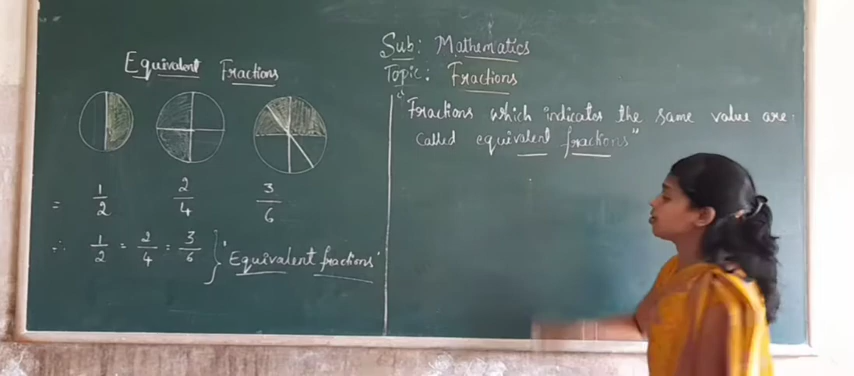 Equivalent Fractions
= 1/2 2/4 3/6
∴ 1/2 = 2/4 = 3/6 } "Equivalent fractions"
Sub: Mathematics
Topic: Fractions
"Fractions which indicates the same value are
called equivalent fractions"